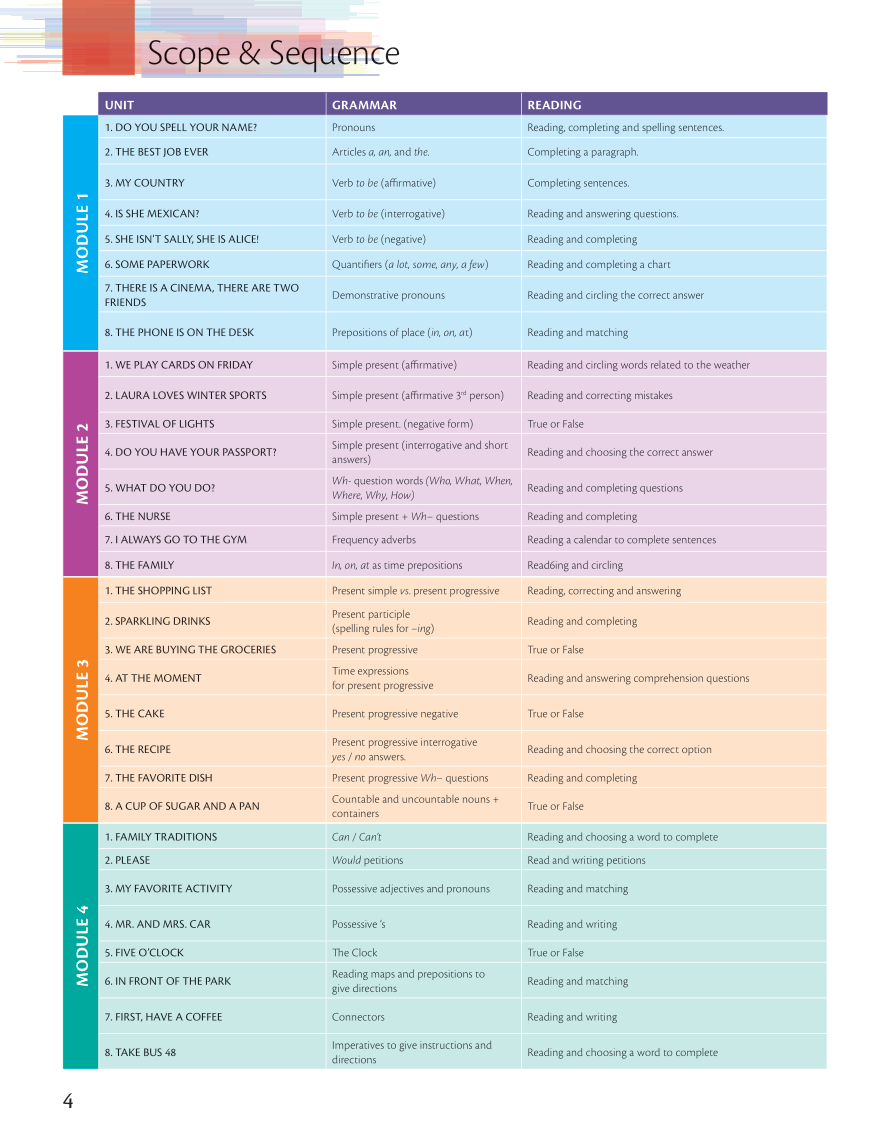 Scope & Sequence
UNIT GRAMMAR READING
MODULE 1
1. DO YOU SPELL YOUR NAME? Pronouns Reading, completing and spelling sentences.
2. THE BEST JOB EVER Articles a, an, and the. Completing a paragraph.
3. MY COUNTRY Verb to be (affirmative) Completing sentences.
4. IS SHE MEXICAN? Verb to be (interrogative) Reading and answering questions.
5. SHE ISN'T SALLY, SHE IS ALICE! Verb to be (negative) Reading and completing
6. SOME PAPERWORK Quantifiers (a lot, some, any, a few) Reading and completing a chart
7. THERE IS A CINEMA, THERE ARE TWO
FRIENDS
Demonstrative pronouns Reading and circling the correct answer
8. THE PHONE IS ON THE DESK Prepositions of place (in, on, at) Reading and matching
MODULE 2
1. WE PLAY CARDS ON FRIDAY Simple present (affirmative) Reading and circling words related to the weather
2. LAURA LOVES WINTER SPORTS Simple present (affirmative 3rd person) Reading and correcting mistakes
3. FESTIVAL OF LIGHTS Simple present. (negative form) True or False
4. DO YOU HAVE YOUR PASSPORT? Simple present (interrogative and short
answers)
Reading and choosing the correct answer
5. WHAT DO YOU DO? Wh- question words (Who, What, When,
Where, Why, How)
Reading and completing questions
6. THE NURSE Simple present + Wh– questions Reading and completing
7. I ALWAYS GO TO THE GYM Frequency adverbs Reading a calendar to complete sentences
8. THE FAMILY In, on, at as time prepositions Read6ing and circling
MODULE 3
1. THE SHOPPING LIST Present simple vs. present progressive Reading, correcting and answering
2. SPARKLING DRINKS Present participle
(spelling rules for –ing)
Reading and completing
3. WE ARE BUYING THE GROCERIES Present progressive True or False
4. AT THE MOMENT Time expressions
for present progressive
Reading and answering comprehension questions
5. THE CAKE Present progressive negative True or False
6. THE RECIPE Present progressive interrogative
yes / no answers.
Reading and choosing the correct option
7. THE FAVORITE DISH Present progressive Wh– questions Reading and completing
8. A CUP OF SUGAR AND A PAN Countable and uncountable nouns +
containers
True or False
MODULE 4
1. FAMILY TRADITIONS Can / Can't Reading and choosing a word to complete
2. PLEASE Would petitions Read and writing petitions
3. MY FAVORITE ACTIVITY Possessive adjectives and pronouns Reading and matching
4. MR. AND MRS. CAR Possessive 's Reading and writing
5. FIVE O'CLOCK The Clock True or False
6. IN FRONT OF THE PARK Reading maps and prepositions to
give directions
Reading and matching
7. FIRST, HAVE A COFFEE Connectors Reading and writing
8. TAKE BUS 48 Imperatives to give instructions and
directions
Reading and choosing a word to complete
4